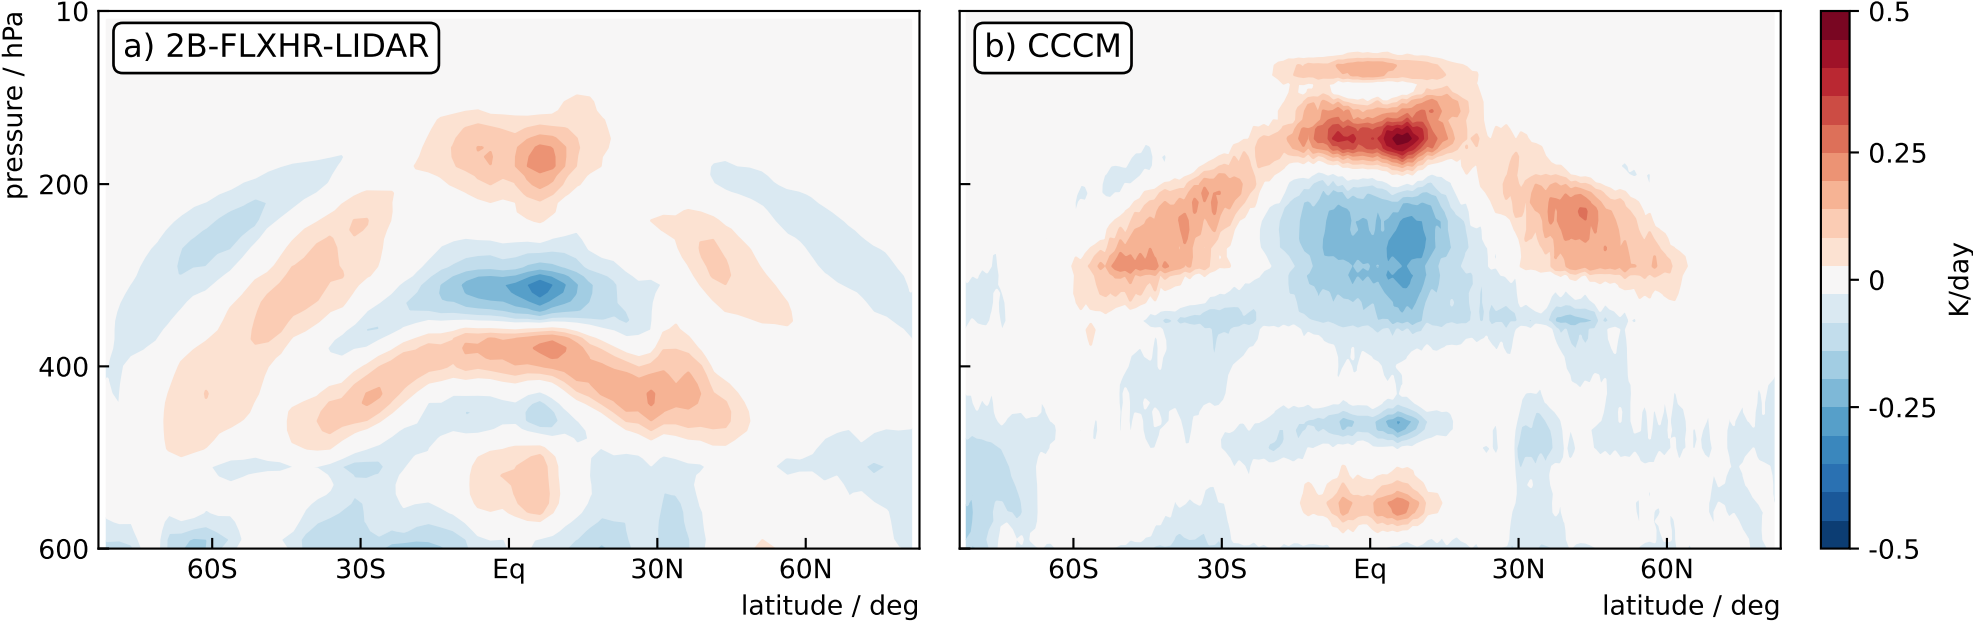 pressure / hPa
10
200
400
600
a) 2B-FLXHR-LIDAR
60S 30S Eq 30N 60N
latitude / deg
b) CCCM
60S 30S Eq 30N 60N
latitude / deg
0.5
0.25
0
-0.25
-0.5
K/day